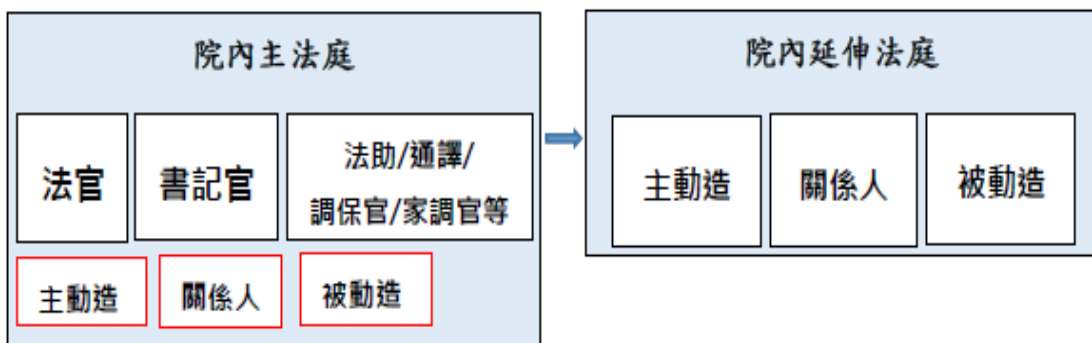 院內主法庭
法官
書記官
法助/通譯/
調保官/家調官等
主動造
關係人
被動造
院內延伸法庭
主動造
關係人
被動造